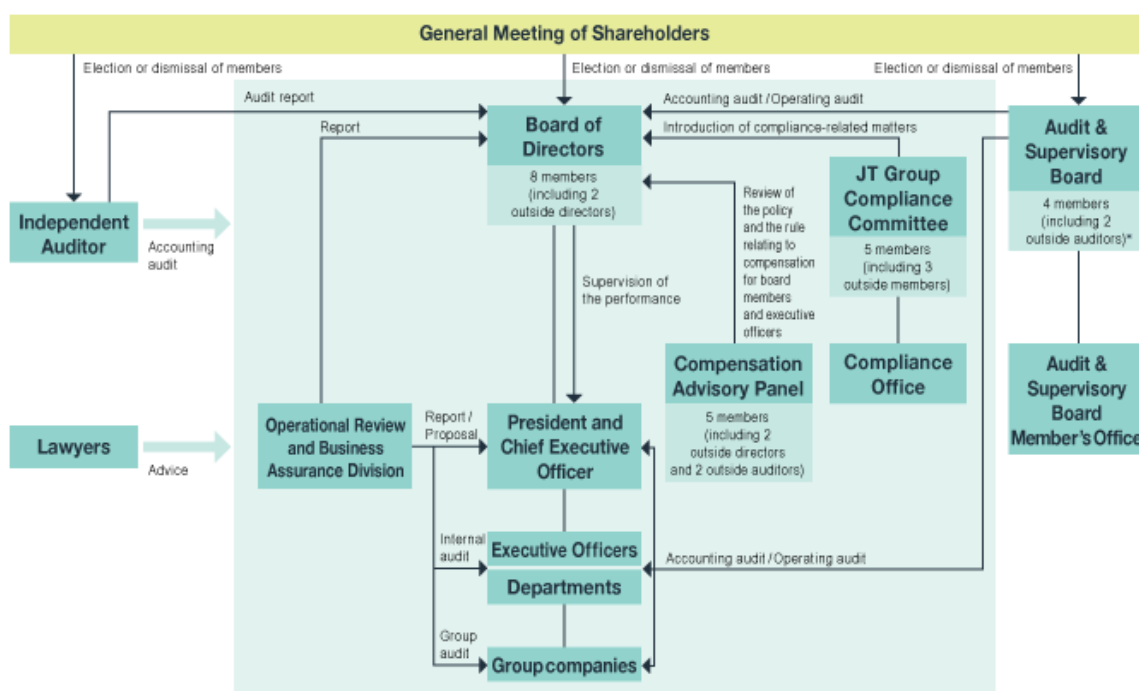 General Meeting of Shareholders
Election or dismissal of members
Election or dismissal of members
Election or dismissal of members
Audit report
Accounting audit / Operating audit
Report
Introduction of compliance-related matters
Board of
Directors
8 members
(including 2
outside directors)
Audit &
Supervisory
Board
4 members
(including 2
outside auditors)*
JT Group
Compliance
Committee
5 members
(including 3
outside members)
Independent
Auditor
Accounting
audit
Review of
the policy
and the rule
relating to
compensation
for board
members
and executive
officers
Supervision of
the performance
Compensation
Advisory Panel
5 members
(including 2
outside directors
and 2 outside auditors)
Compliance
Office
Audit &
Supervisory
Board
Member's Office
Lawyers
Advice
Operational Review
and Business
Assurance Division
Report /
Proposal
President and
Chief Executive
Officer
Internal
audit
Executive Officers
Accounting audit / Operating audit
Departments
Group
audit
Group companies